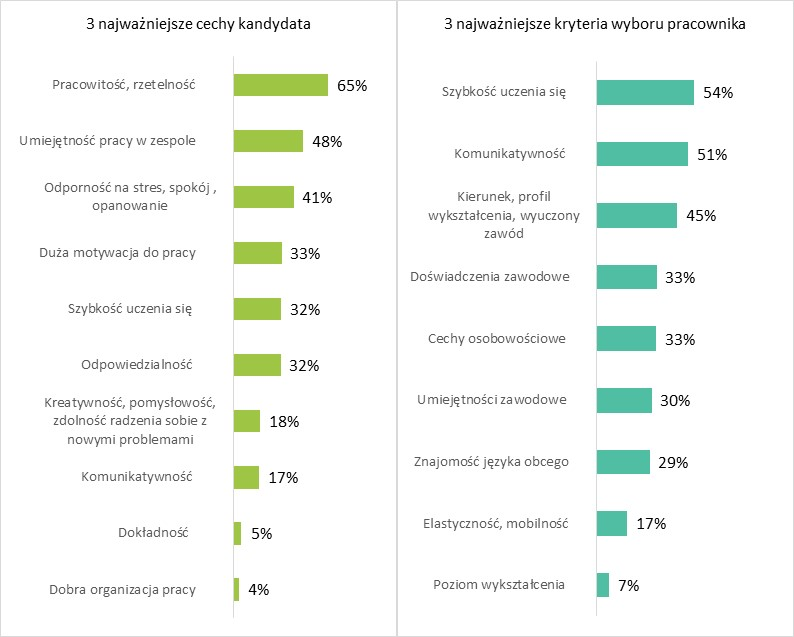 3 najważniejsze cechy kandydata
Pracowitość, rzetelność 65%
Umiejętność pracy w zespole 48%
Odporność na stres, spokój ,
opanowanie 41%
Duża motywacja do pracy 33%
Szybkość uczenia się 32%
Odpowiedzialność 32%
Kreatywność, pomysłowość,
zdolność radzenia sobie z 18%
nowymi problemami
Komunikatywność 17%
Dokładność 5%
Dobra organizacja pracy 4%
3 najważniejsze kryteria wyboru pracownika
Szybkość uczenia się 54%
Komunikatywność 51%
Kierunek, profil
wykształcenia, wyuczony 45%
zawód
Doświadczenia zawodowe 33%
Cechy osobowościowe 33%
Umiejętności zawodowe 30%
Znajomość języka obcego 29%
Elastyczność, mobilność 17%
Poziom wykształcenia 7%